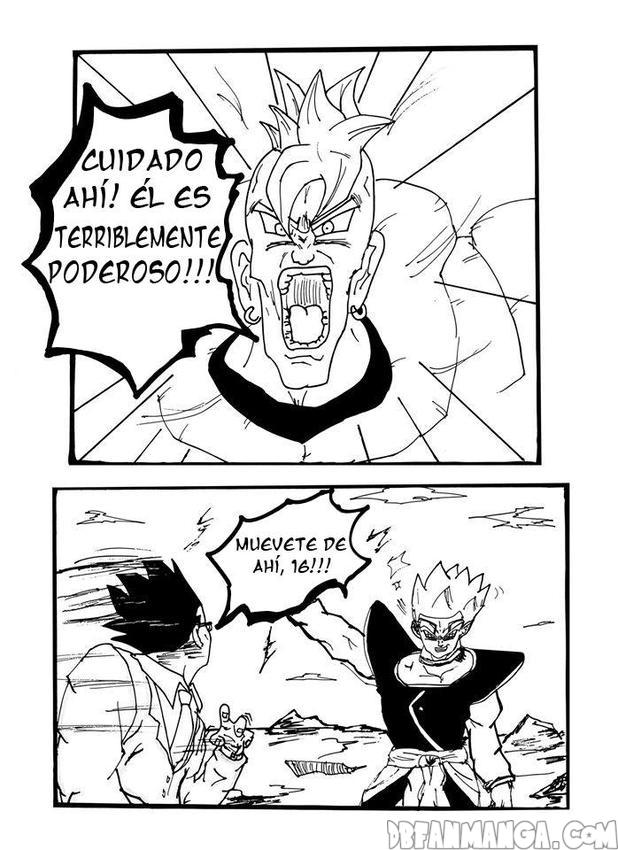 CUIDADO
AHÍ! ÉL ES
TERRIBLEMENTE
PODEROSO!!!
MUEVETE DE
AHÍ, 16!!!
DBFANMANGA.COM